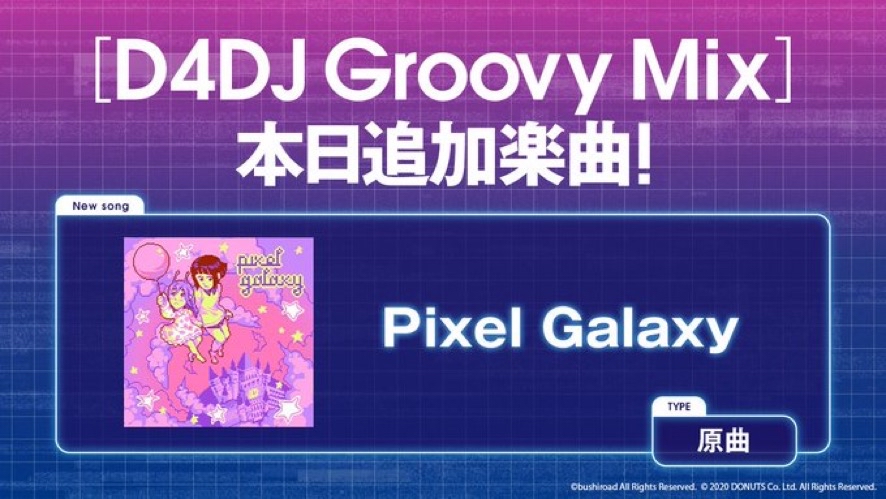 [D4DJ Groovy Mix]
本日追加楽曲!
New song
pixel
galaxy
Pixel Galaxy
TYPE
原曲
©bushiroad All Rights Reserved. © 2020 DONUTS Co. Ltd. All Rights Reserved.